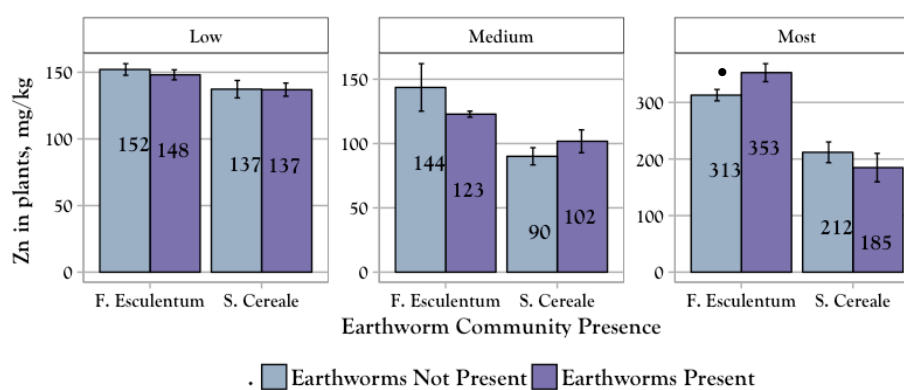 Low Medium Most
Zn in plants, mg/kg
150 150
300
100 100
200
50 50
100
0 0 0
152 148 137 137 144 123 90 102 313 353 212 185
F. Esculentum S. Cereale F. Esculentum S. Cereale F. Esculentum S. Cereale
Earthworm Community Presence
. Earthworms Not Present Earthworms Present